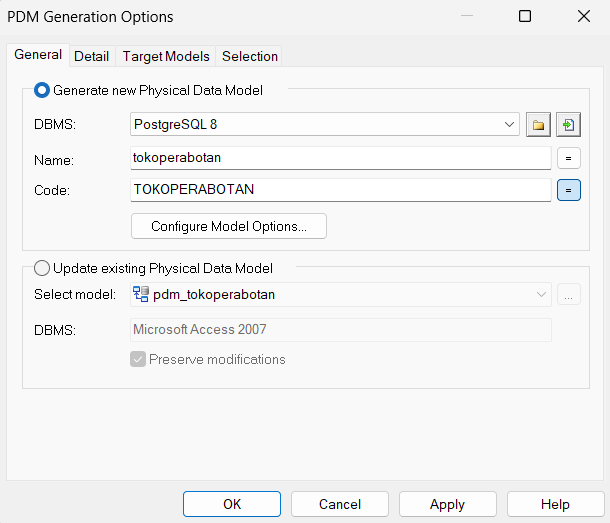 PDM Generation Options
General Detail Target Models Selection
Generate new Physical Data Model
DBMS: PostgreSQL 8
Name: tokoperabotan =
Code: TOKOPERABOTAN =
Configure Model Options...
Update existing Physical Data Model
Select model: pdm_tokoperabotan ...
DBMS: Microsoft Access 2007
Preserve modifications
OK Cancel Apply Help